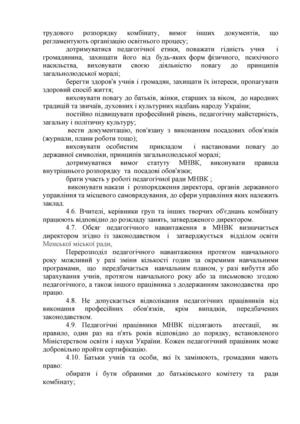 трудового розпорядку комбінату, вимог інших документів, що
регламентують організацію освітнього процесу;
дотримуватися педагогічної етики, поважати гідність учня і
громадянина, захищати його від будь-яких форм фізичного, психічного
насильства, виховувати своєю діяльністю повагу до принципів
загальнолюдської моралі;
берегти здоров'я учнів і громадян, захищати їх інтереси, пропагувати
здоровий спосіб життя;
виховувати повагу до батьків, жінки, старших за віком, до народних
традицій та звичаїв, духовних і культурних надбань народу України;
постійно підвищувати професійний рівень, педагогічну майстерність,
загальну і політичну культуру;
вести документацію, пов'язану з виконанням посадових обов'язків
(журнали, плани роботи тощо);
виховувати особистим прикладом і настановами повагу до
державної символіки, принципів загальнолюдської моралі;
дотримуватися вимог статуту МНВК, виконувати правила
внутрішнього розпорядку та посадові обов'язки;
брати участь у роботі педагогічної ради МНВК ;
виконувати накази і розпорядження директора, органів державного
управління та місцевого самоврядування, до сфери управління яких належить
заклад.
4.6. Вчителі, керівники груп та інших творчих об'єднань комбінату
працюють відповідно до розкладу занять, затвердженого директором.
4.7. Обсяг педагогічного навантаження в МНВК визначається
директором згідно із законодавством і затверджується відділом освіти
Менської міської ради.
Перерозподіл педагогічного навантаження протягом навчального
року можливий у разі зміни кількості годин за окремими навчальними
програмами, що передбачається навчальним планом, у разі вибуття або
зарахування учнів, протягом навчального року або за письмовою згодою
педагогічного, а також іншого працівника з додержанням законодавства про
працю.
4.8. Не допускається відволікання педагогічних працівників від
виконання професійних обов'язків, крім випадків, передбачених
законодавством.
4.9. Педагогічні працівники МНВК підлягають атестації, як
правило, один раз на п'ять років відповідно до порядку, встановленого
Міністерством освіти і науки України. Кожен педагогічний працівник може
добровільно пройти сертифікацію.
4.10. Батьки учнів та особи, які їх замінюють, громадяни мають
право:
обирати і бути обраними до батьківського комітету та ради
комбінату;